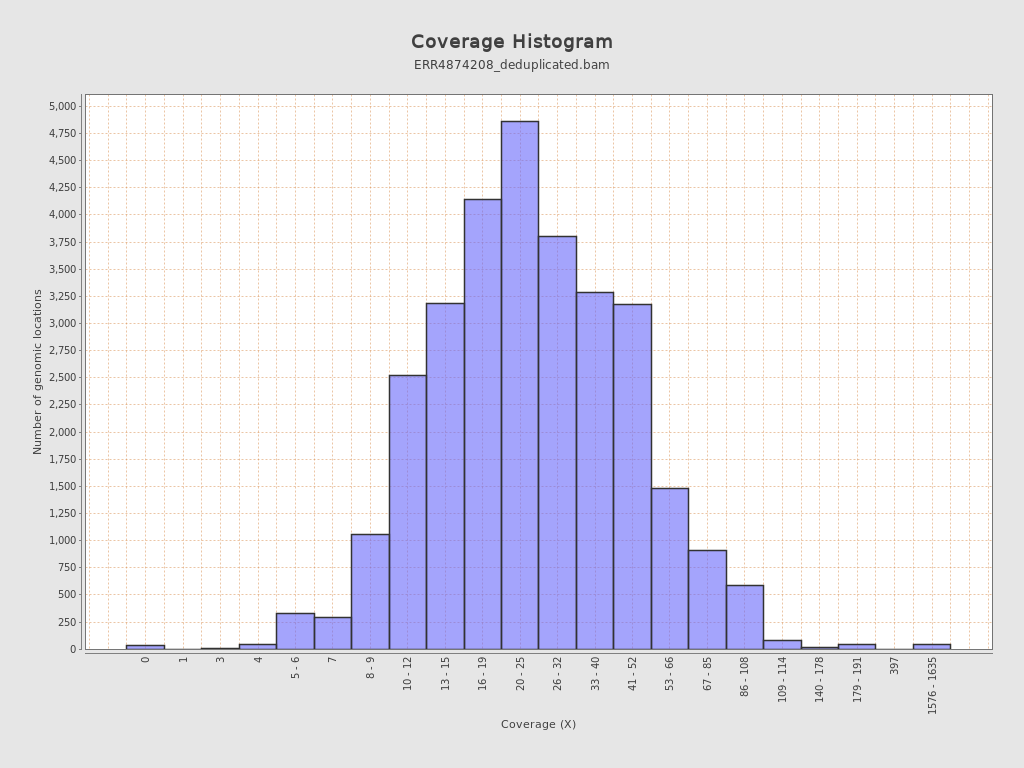 Coverage Histogram
ERR4874208_deduplicated.bam
Number of genomic locations
5,000
4,750
4,500
4,250
4,000
3,750
3,500
3,250
3,000
2,750
2,500
2,250
2,000
1,750
1,500
1,250
1,000
750
500
250
0
0
1
3
4
5 - 6
7
8 - 9
10 - 12
13 - 15
16 - 19
20 - 25
26 - 32
33 - 40
41 - 52
53 - 66
67 - 85
86 - 108
109 - 114
140 - 178
179 - 191
397
1576 - 1635
Coverage (X)